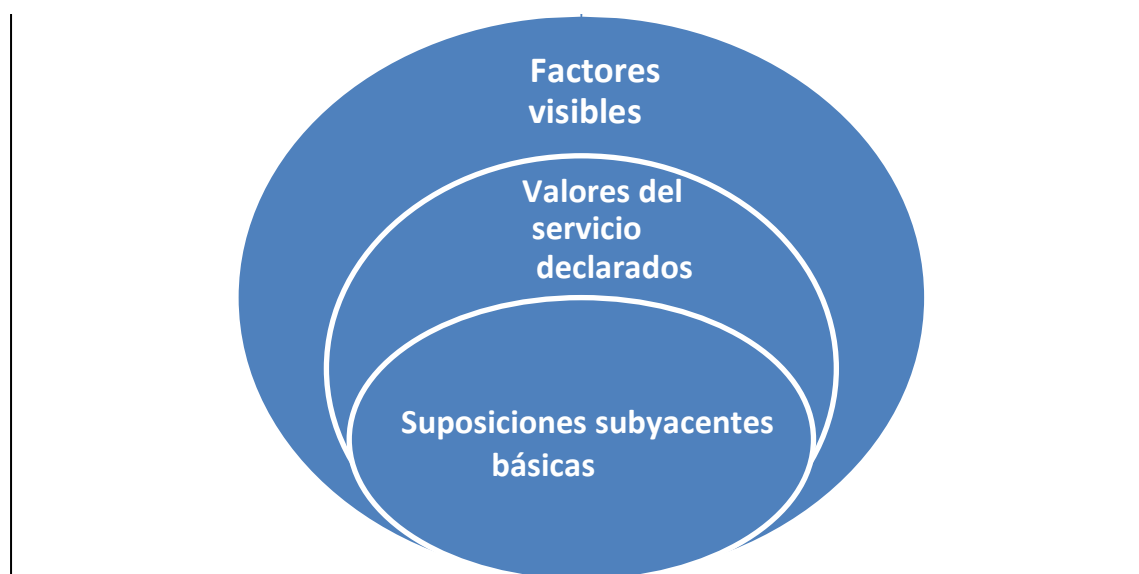 Factores
visibles
Valores del
servicio
declarados
Suposiciones subyacentes
básicas